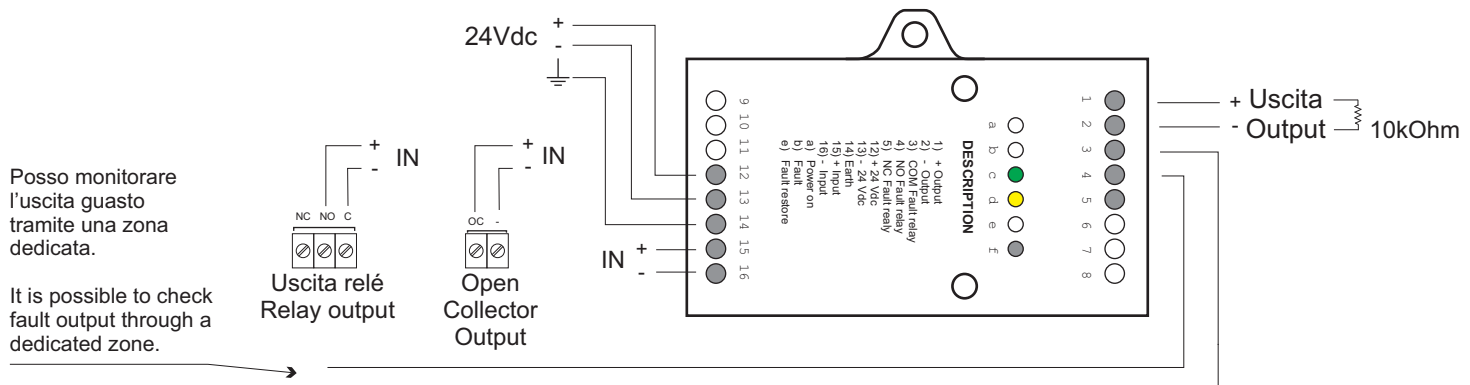 24Vdc
+
-
Posso monitorare
l'uscita guasto
tramite una zona
dedicata.
It is possible to check
fault output through a
dedicated zone.
+
IN
-
NC NO C
Uscita relé
Relay output
+
IN
-
OC -
Open
Collector
Output
IN
+
-
9
10
11
12
13
14
15
16
DESCRIPTION
1) + Output
2) - Output
3) COM Fault relay
4) NO Fault relay
5) NC Fault realy
12) + 24 Vdc
13) - 24 Vdc
14) Earth
15) + Input
16) - Input
a) Power on
b) Fault
e) Fault restore
a
b
c
d
e
f
1
2
3
4
5
6
7
8
+ Uscita
- Output
10kOhm